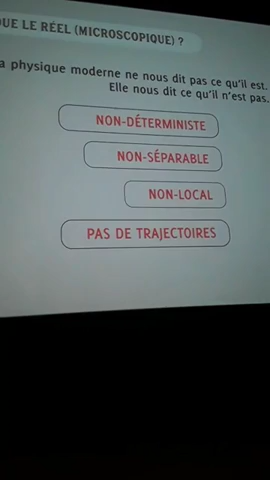 UE LE RÉEL (MICROSCOPIQUE) ?
a physique moderne ne nous dit pas ce qu'il est.
Elle nous dit ce qu'il n'est pas.
NON-DÉTERMINISTE
NON-SÉPARABLE
NON-LOCAL
PAS DE TRAJECTOIRES